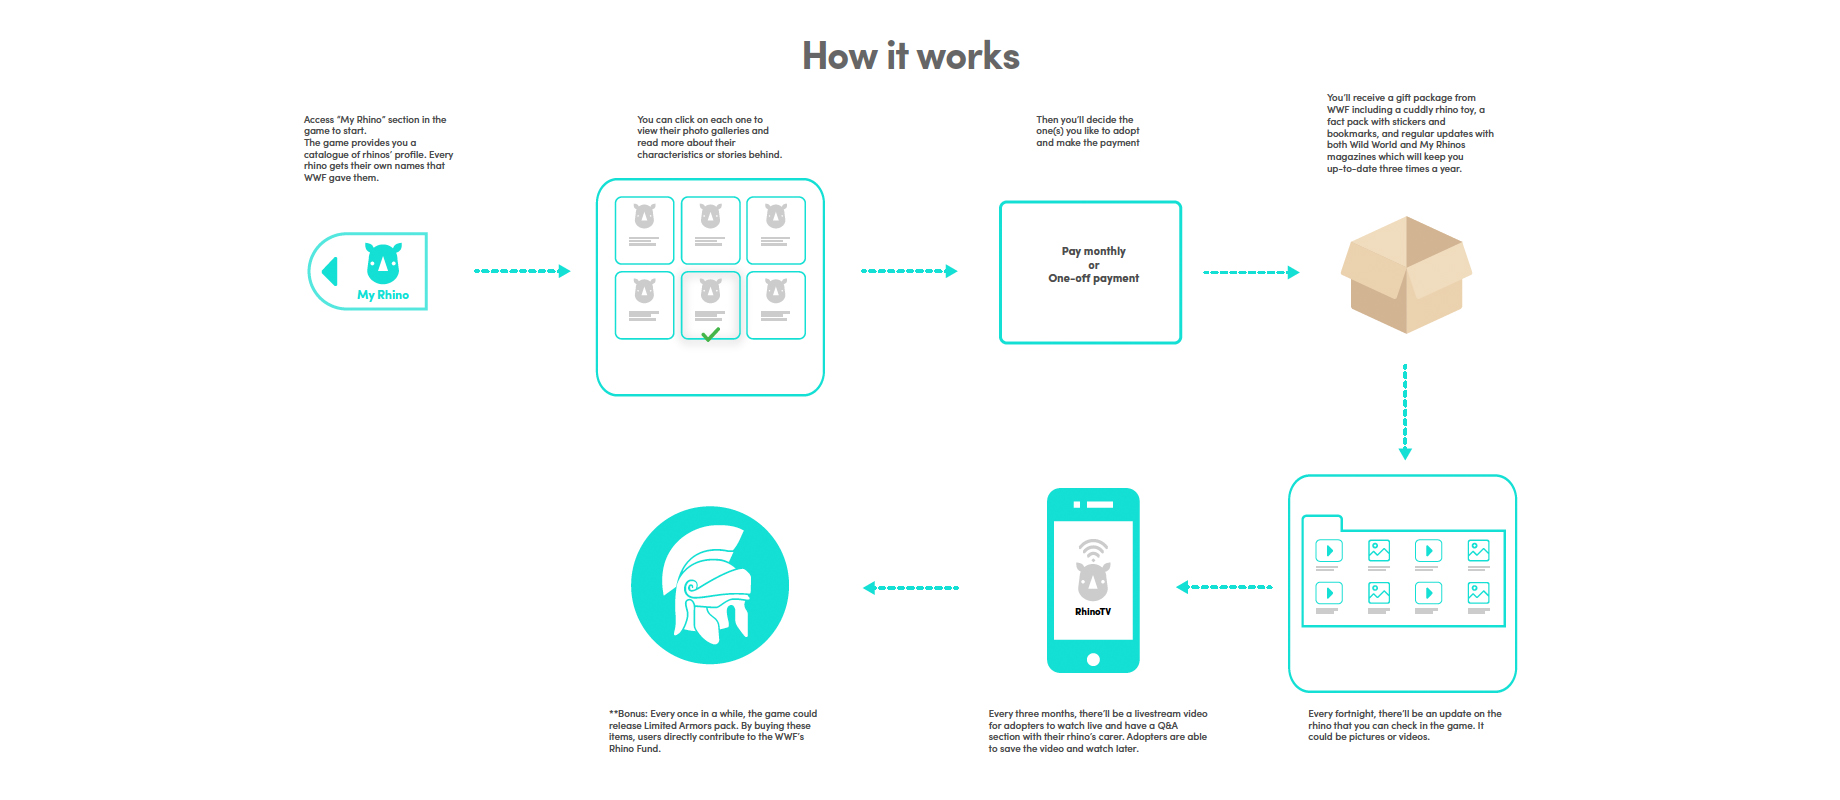 How it works
Access “My Rhino” section in the
game to start.
The game provides you a
catalogue of rhinos’ profile. Every
rhino gets their own names that
WWF gave them.
My Rhino
You can click on each one to
view their photo galleries and
read more about their
characteristics or stories behind.
Then you’ll decide the
one(s) you like to adopt
and make the payment
Pay monthly
or
One-off payment
You’ll receive a gift package from
WWF including a cuddly rhino toy, a
fact pack with stickers and
bookmarks, and regular updates with
both Wild World and My Rhinos
magazines which will keep you
up-to-date three times a year.
Every fortnight, there’ll be an update on the
rhino that you can check in the game. It
could be pictures or videos.
RhinoTV
Every three months, there’ll be a livestream video
for adopters to watch live and have a Q&A
section with their rhino’s carer. Adopters are able
to save the video and watch later.
**Bonus: Every once in a while, the game could
release Limited Armors pack. By buying these
items, users directly contribute to the WWF’s
Rhino Fund.